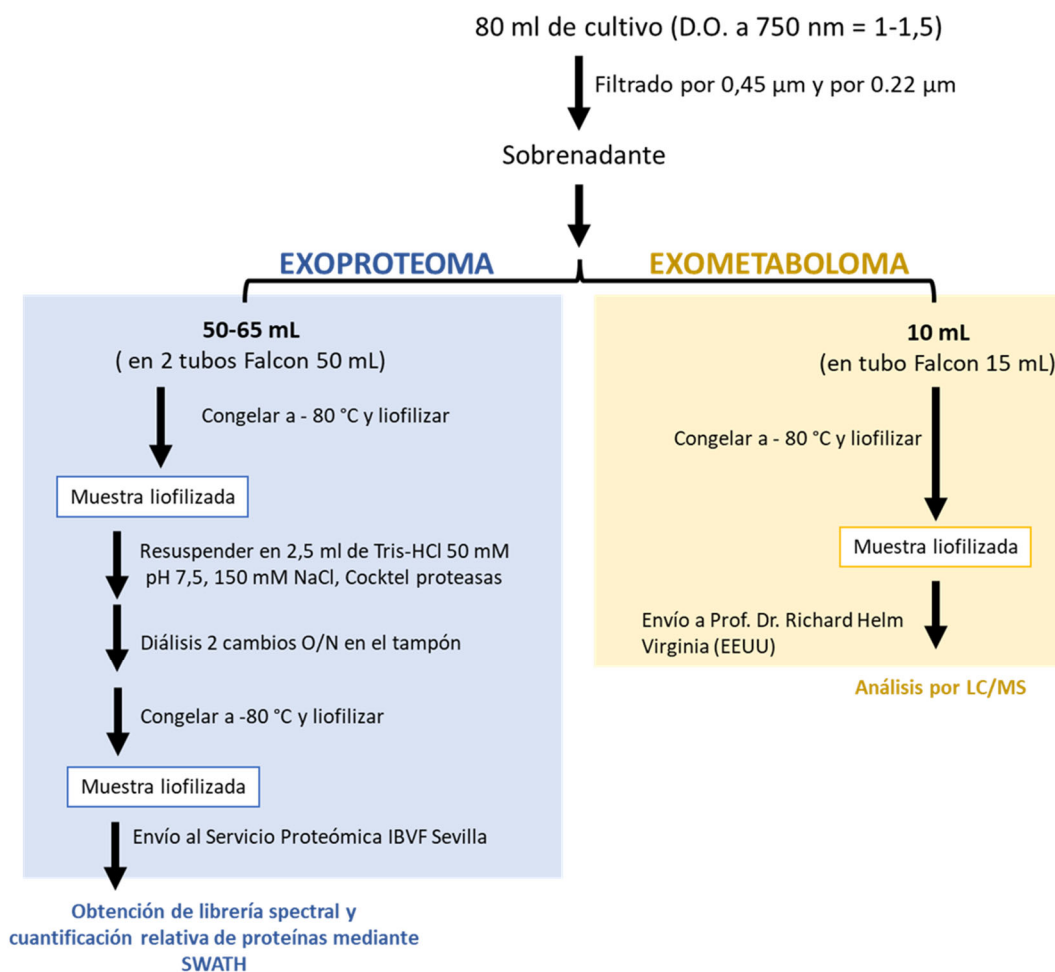 80 ml de cultivo (D.O. a 750 nm = 1-1,5)
Filtrado por 0,45 µm y por 0.22 µm
Sobrenadante
EXOPROTEOMA
50-65 mL
( en 2 tubos Falcon 50 mL)
Congelar a - 80 °C y liofilizar
Muestra liofilizada
Resuspender en 2,5 ml de Tris-HCl 50 mM
pH 7,5, 150 mM NaCl, Cocktel proteasas
Diálisis 2 cambios O/N en el tampón
Congelar a -80 °C y liofilizar
Muestra liofilizada
Envío al Servicio Proteómica IBVF Sevilla
Obtención de librería spectral y
cuantificación relativa de proteínas mediante
SWATH
EXOMETABOLOMA
10 mL
(en tubo Falcon 15 mL)
Congelar a - 80 °C y liofilizar
Muestra liofilizada
Envío a Prof. Dr. Richard Helm
Virginia (EEUU)
Análisis por LC/MS